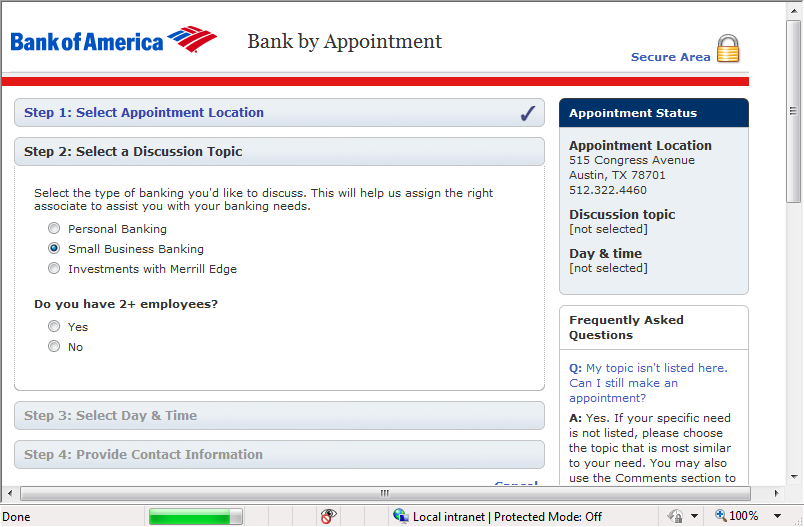 Bank of America
Bank by Appointment
Secure Area
Step 1: Select Appointment Location
Step 2: Select a Discussion Topic
Select the type of banking you'd like to discuss. This will help us assign the right
associate to assist you with your banking needs.
Personal Banking
Small Business Banking
Investments with Merrill Edge
Do you have 2+ employees?
Yes
No
Step 3: Select Day & Time
Step 4: Provide Contact Information
Cancel
Appointment Status
Appointment Location
515 Congress Avenue
Austin, TX 78701
512.322.4460
Discussion topic
[not selected]
Day & time
[not selected]
Frequently Asked
Questions
Q: My topic isn't listed here.
Can I still make an
appointment?
A: Yes. If your specific need
is not listed, please choose
the topic that is most similar
to your need. You may also
use the Comments section to
Done
Local intranet | Protected Mode: Off
100%